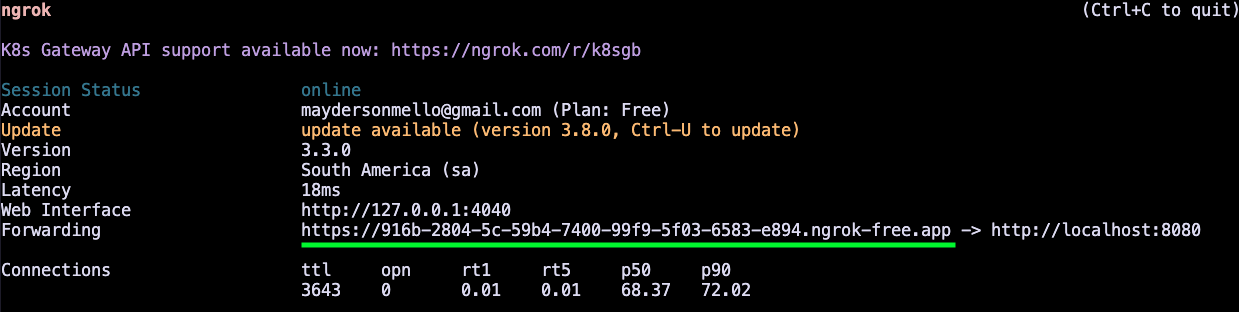 ngrok (Ctrl+C to quit)
K8s Gateway API support available now: https://ngrok.com/r/k8sgb
Session Status online
Account maydersonmello@gmail.com (Plan: Free)
Update update available (version 3.8.0, Ctrl-U to update)
Version 3.3.0
Region South America (sa)
Latency 18ms
Web Interface http://127.0.0.1:4040
Forwarding https://916b-2804-5c-59b4-7400-99f9-5f03-6583-e894.ngrok-free.app -> http://localhost:8080
Connections ttl opn rt1 rt5 p50 p90
3643 0 0.01 0.01 68.37 72.02